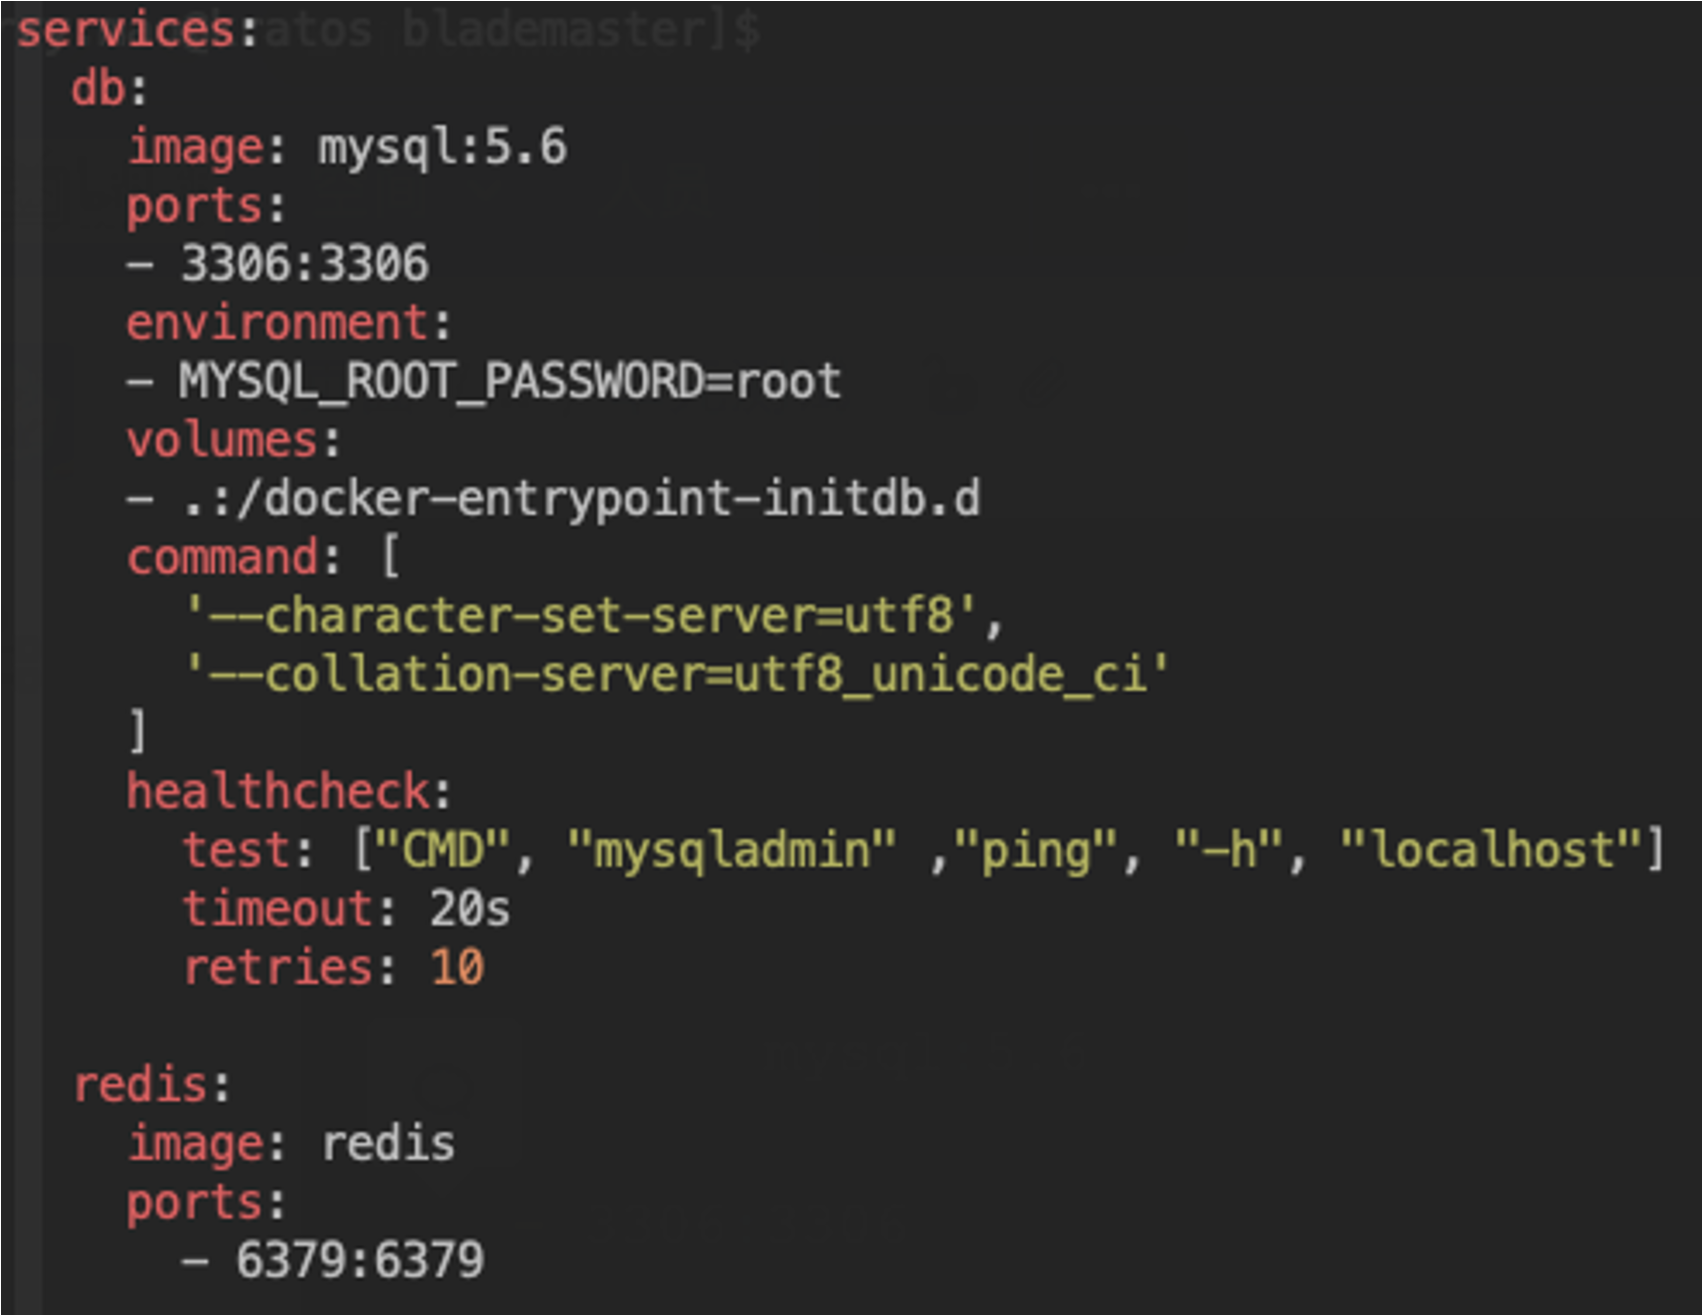 services:atos blademaster]$
  db:
    image: mysql:5.6
    ports:
    - 3306:3306
    environment:
    - MYSQL_ROOT_PASSWORD=root
    volumes:
    - .:/docker-entrypoint-initdb.d
    command: [
      '--character-set-server=utf8',
      '--collation-server=utf8_unicode_ci'
    ]
    healthcheck:
      test: ["CMD", "mysqladmin" ,"ping", "-h", "localhost"]
      timeout: 20s
      retries: 10

  redis:
    image: redis
    ports:
      - 6379:6379